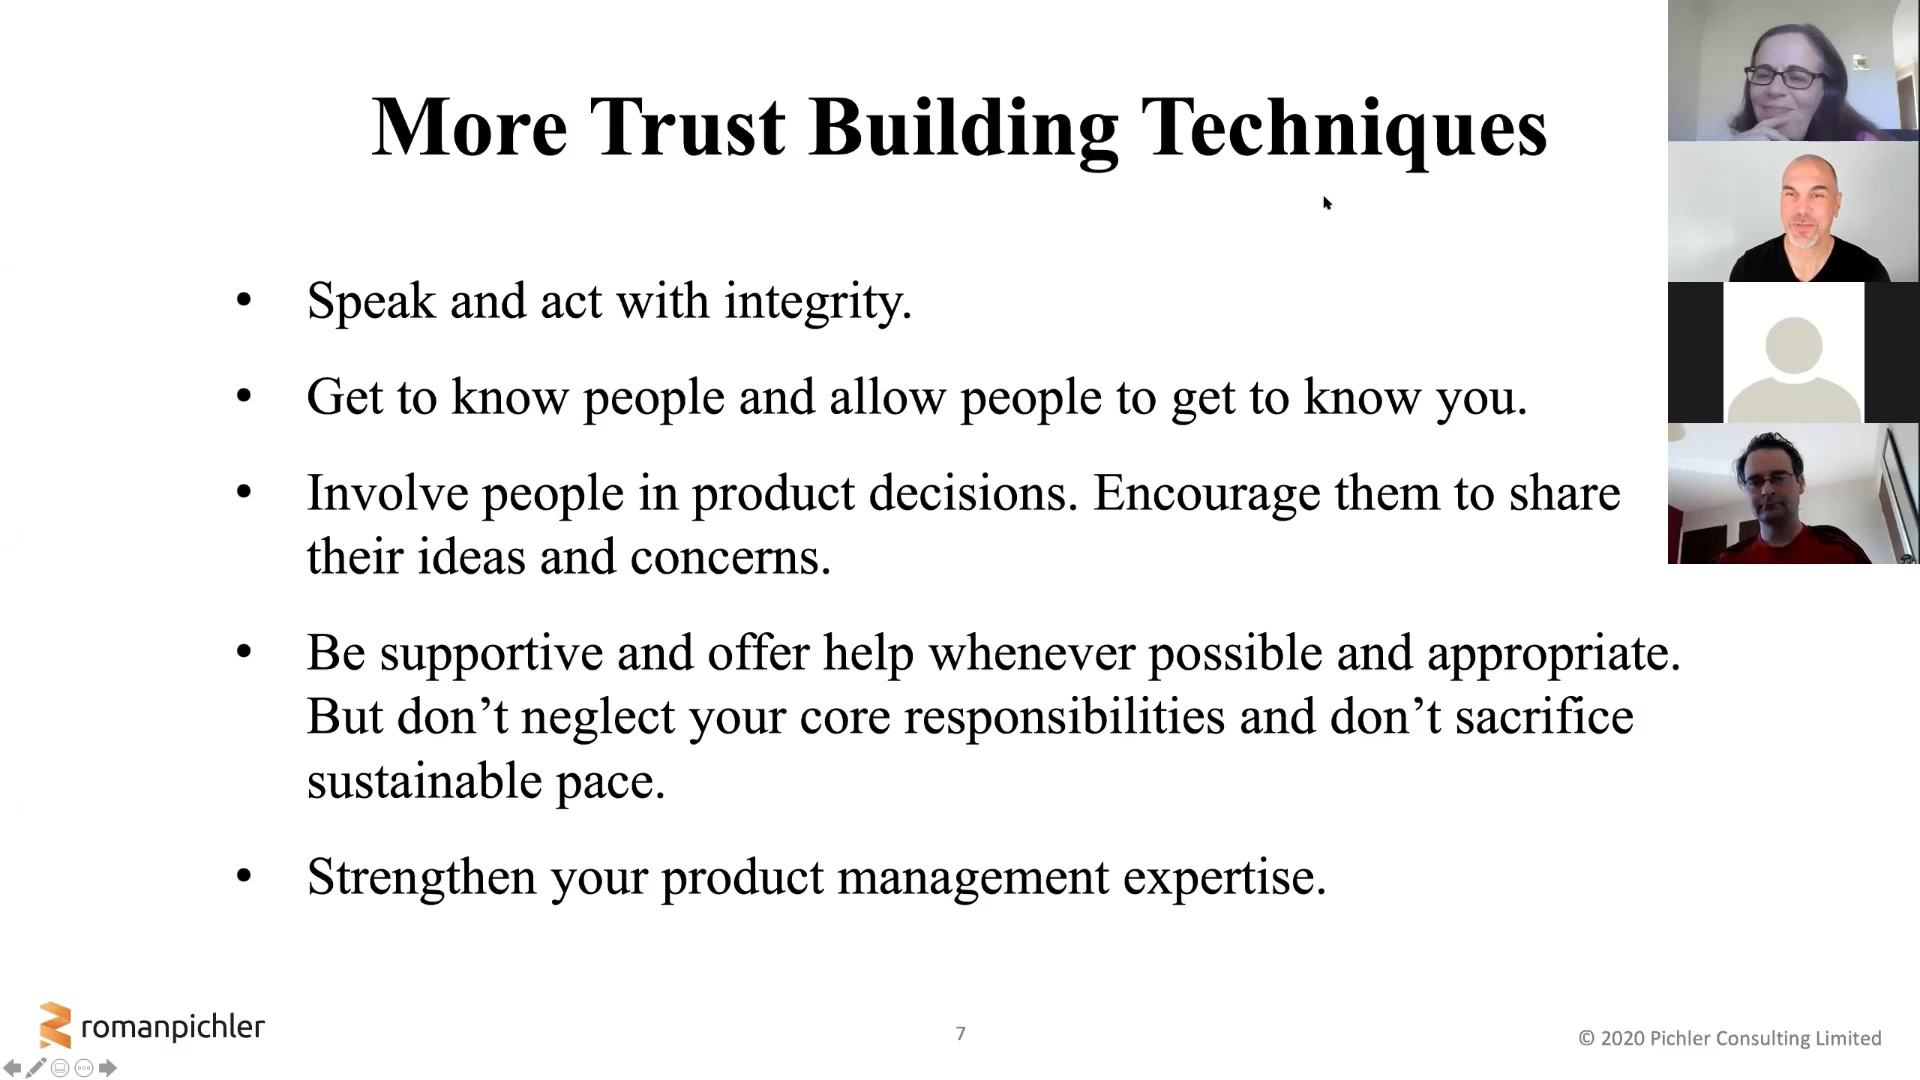 More Trust Building Techniques
• Speak and act with integrity.
• Get to know people and allow people to get to know you.
• Involve people in product decisions. Encourage them to share
their ideas and concerns.
• Be supportive and offer help whenever possible and appropriate.
But don’t neglect your core responsibilities and don’t sacrifice
sustainable pace.
• Strengthen your product management expertise.
romanpichler
7
© 2020 Pichler Consulting Limited